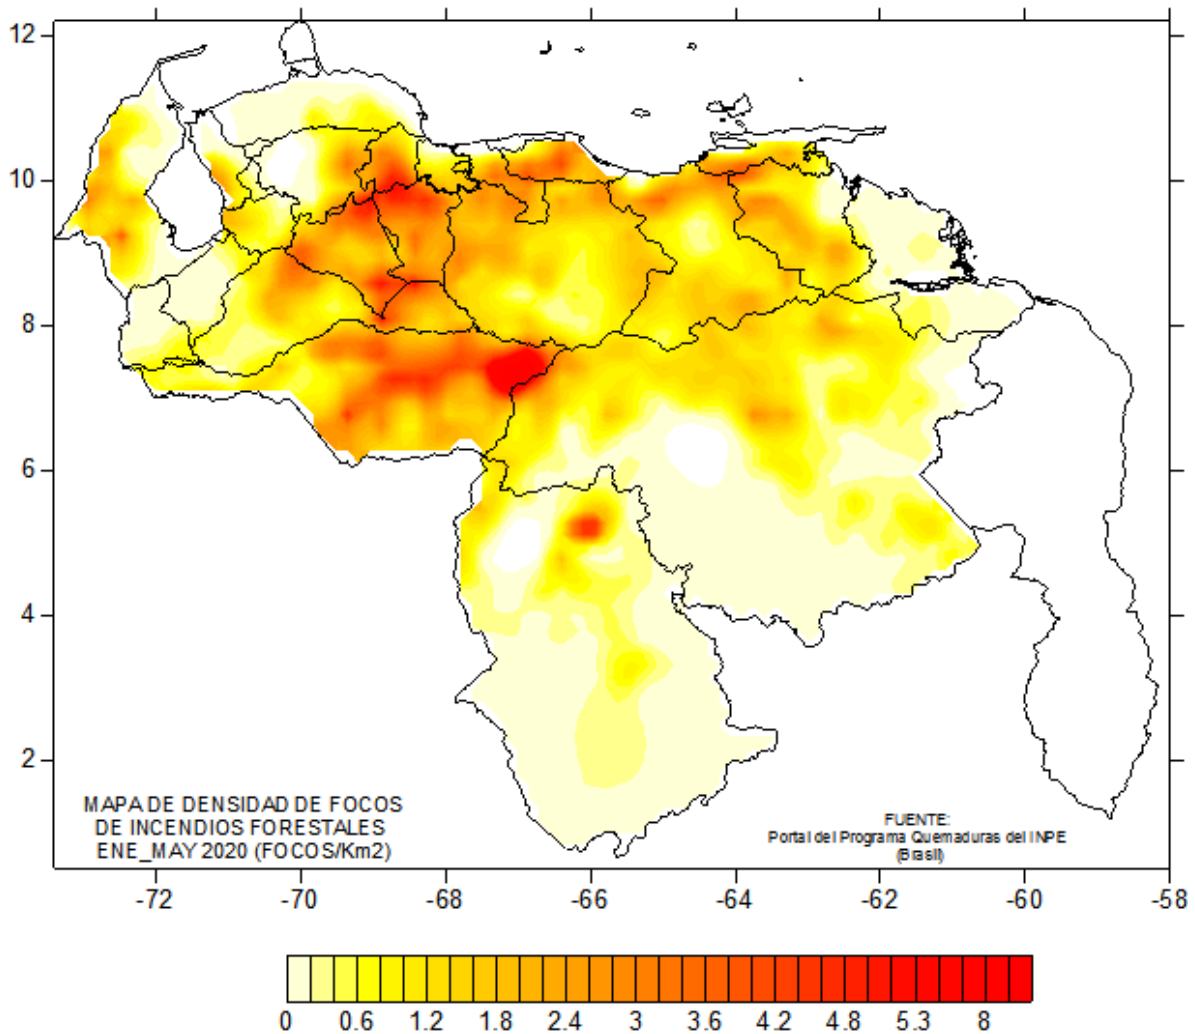 12
10
8
6
4
2
MAPA DE DENSIDAD DE FOCOS
DE INCENDIOS FORESTALES
ENE_MAY 2020 (FOCOS/Km2)
FUENTE:
Portal del Programa Quemaduras del INPE
(Brasil)
-72 -70 -68 -66 -64 -62 -60 -58
0 0.6 1.2 1.8 2.4 3 3.6 4.2 4.8 5.3 8